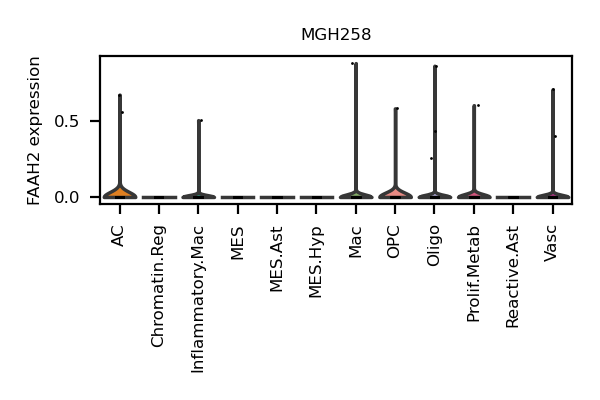 MGH258
FAAH2 expression
0.5
0.0
AC
Chromatin.Reg
Inflammatory.Mac
MES
MES.Ast
MES.Hyp
Mac
OPC
Oligo
Prolif.Metab
Reactive.Ast
Vasc